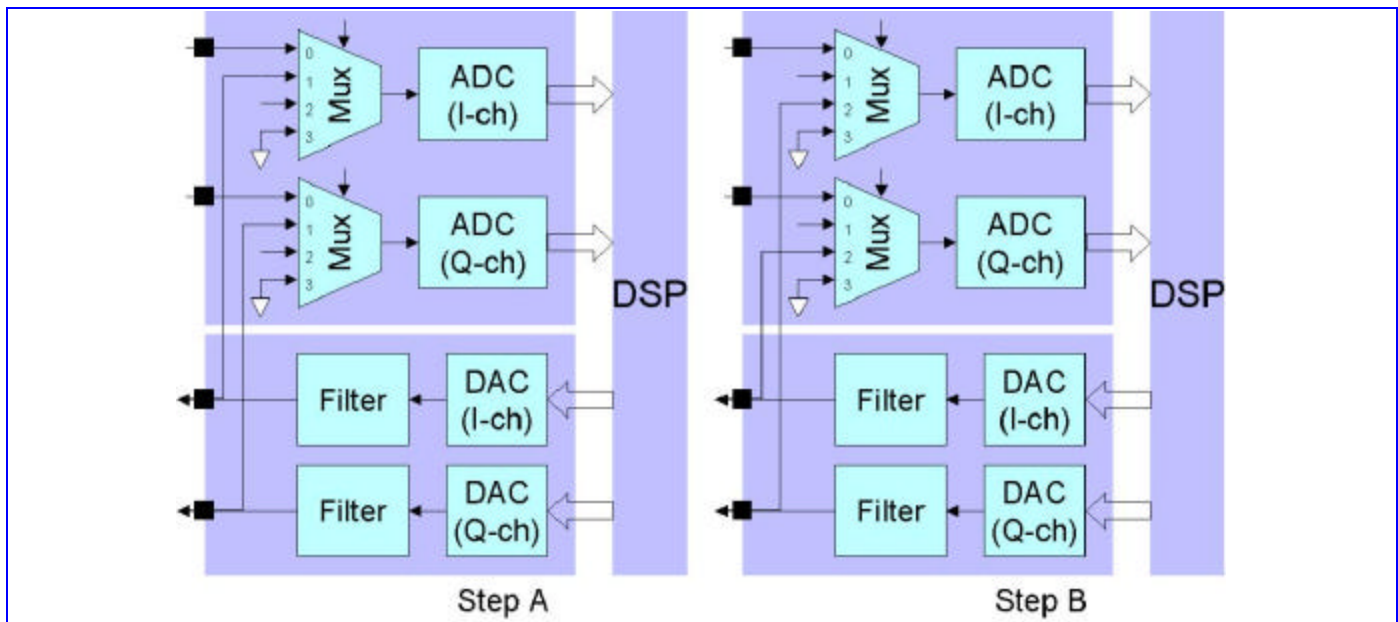 0
1
2
3
Mux
ADC
(I-ch)
0
1
2
3
Mux
ADC
(Q-ch)
DSP
Filter
DAC
(I-ch)
Filter
DAC
(Q-ch)
Step A
0
1
2
3
Mux
ADC
(I-ch)
0
1
2
3
Mux
ADC
(Q-ch)
DSP
Filter
DAC
(I-ch)
Filter
DAC
(Q-ch)
Step B